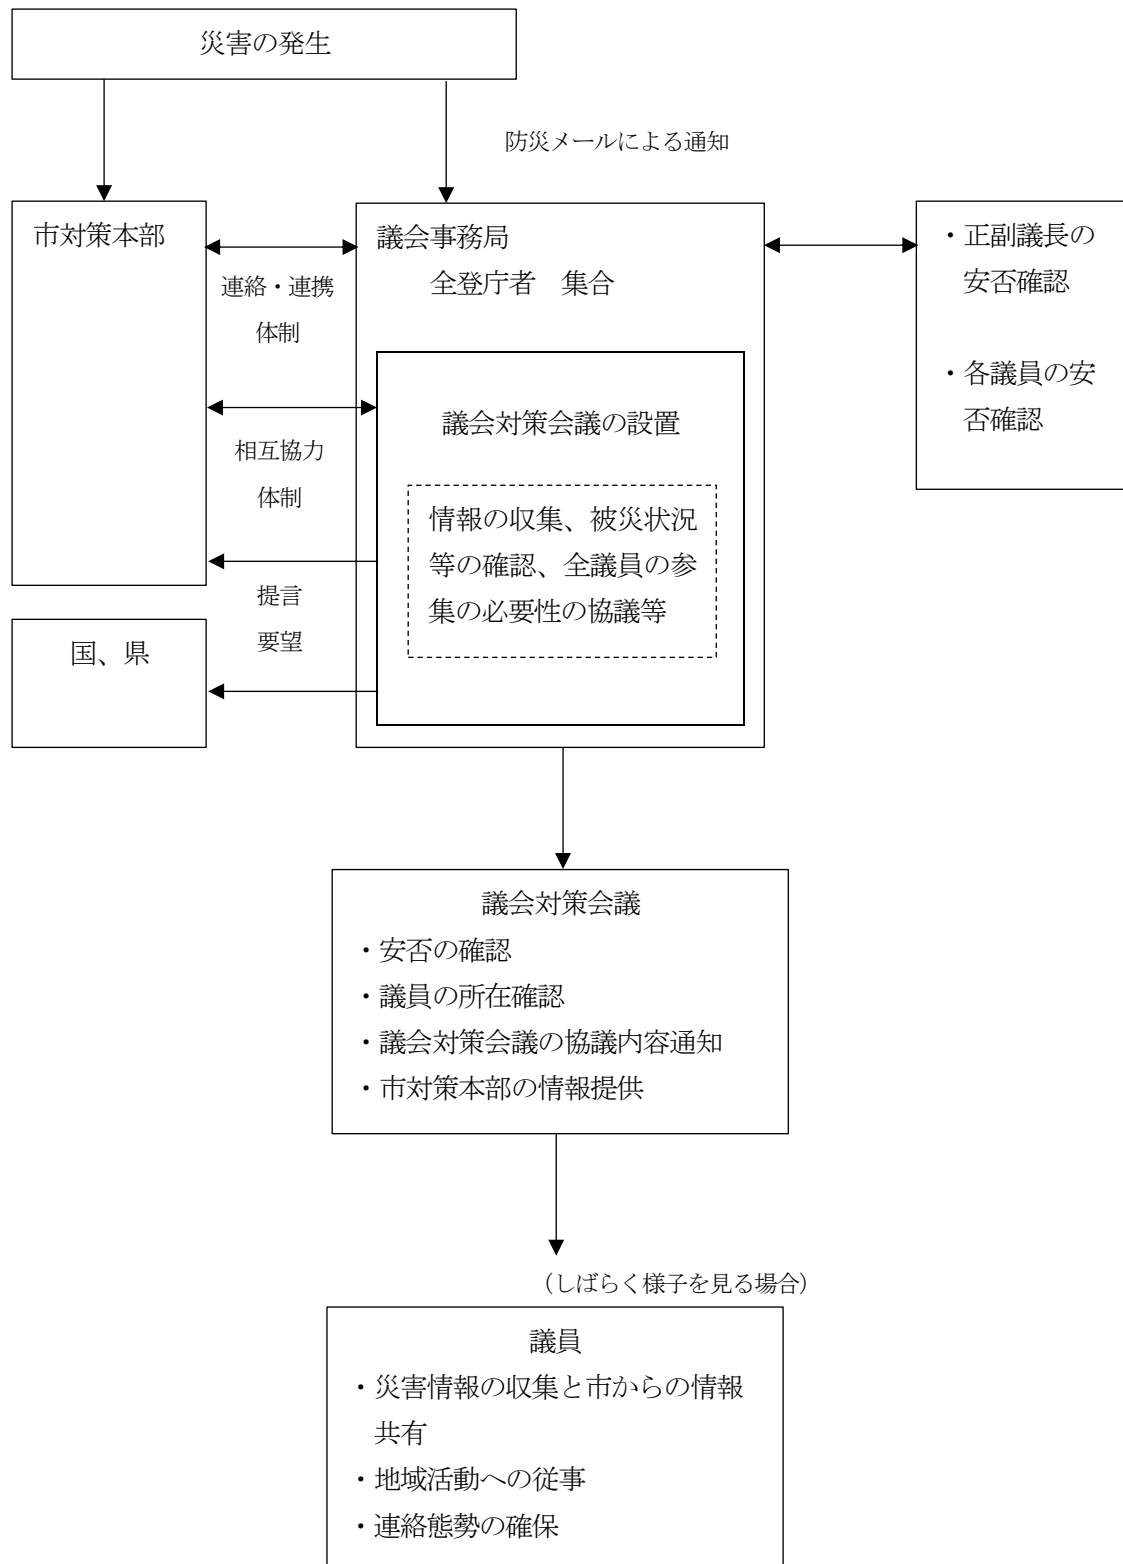 災害の発生
防災メールによる通知
市対策本部
連絡・連携
体制
相互協力
体制
提言
要望
国、県
議会事務局
全登庁者　集合
議会対策会議の設置
情報の収集、被災状況
等の確認、全議員の参
集の必要性の協議等
・正副議長の
安否確認
・各議員の安
否確認
議会対策会議
・安否の確認
・議員の所在確認
・議会対策会議の協議内容通知
・市対策本部の情報提供
（しばらく様子を見る場合）
議員
・災害情報の収集と市からの情報
共有
・地域活動への従事
・連絡態勢の確保